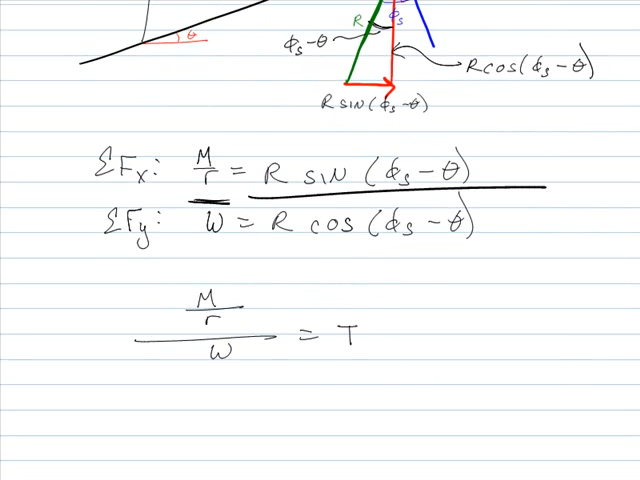 R ϕs
θ ϕs-θ
R cos(ϕs-θ)
R sin(ϕs-θ)
ΣFx: M/r = R sin (ϕs-θ)
ΣFy: W = R cos (ϕs-θ)
M
r
W = T